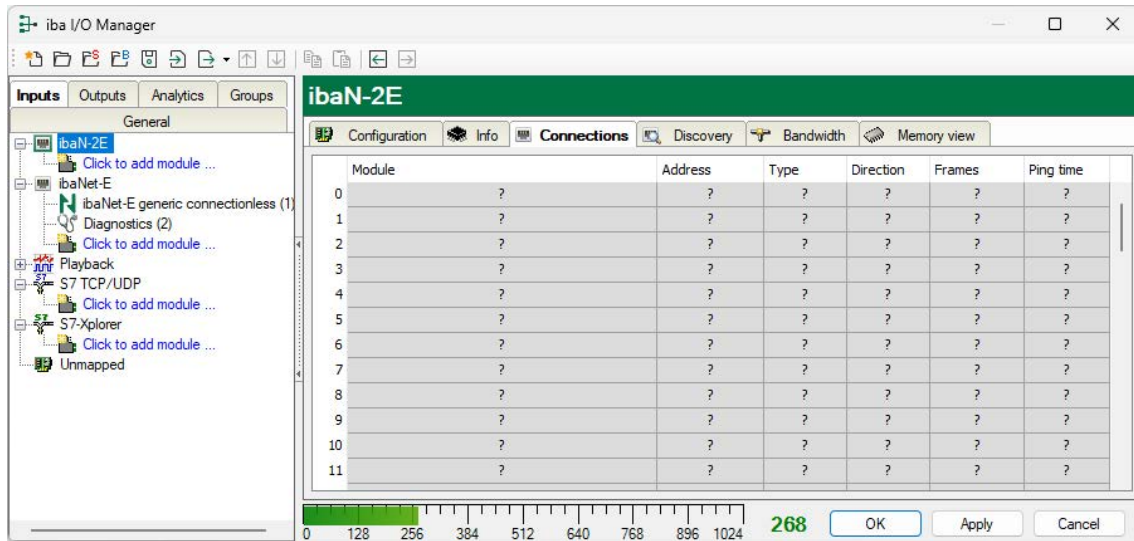 iba I/O Manager
Inputs Outputs Analytics Groups
General
ibaN-2E
Click to add module ...
ibaNet-E
ibaNet-E generic connectionless (1)
Diagnostics (2)
Click to add module ...
Playback
S7 TCP/UDP
Click to add module ...
S7-Xplorer
Click to add module ...
Unmapped
ibaN-2E
Configuration Info Connections Discovery Bandwidth Memory view
Module Address Type Direction Frames Ping time
0 ? ? ? ? ? ?
1 ? ? ? ? ? ?
2 ? ? ? ? ? ?
3 ? ? ? ? ? ?
4 ? ? ? ? ? ?
5 ? ? ? ? ? ?
6 ? ? ? ? ? ?
7 ? ? ? ? ? ?
8 ? ? ? ? ? ?
9 ? ? ? ? ? ?
10 ? ? ? ? ? ?
11 ? ? ? ? ? ?
0 128 256 384 512 640 768 896 1024
268 OK Apply Cancel